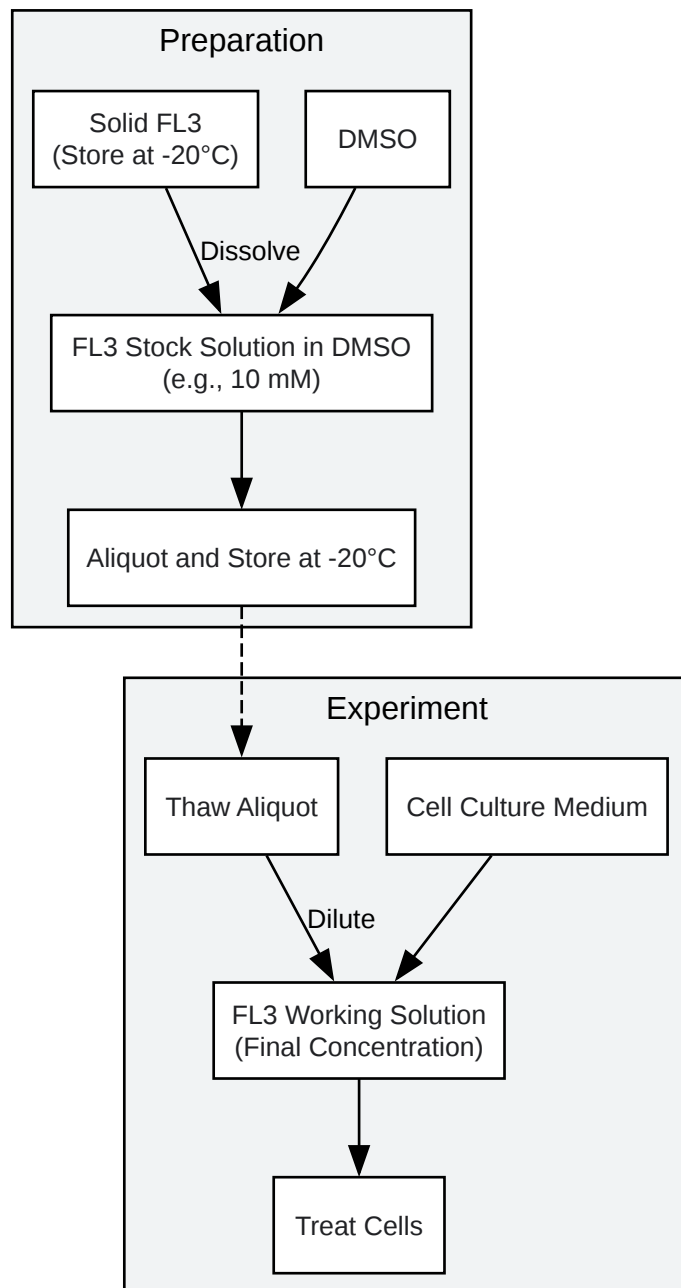 Preparation
Solid FL3
(Store at -20°C)
DMSO
Dissolve
FL3 Stock Solution in DMSO
(e.g., 10 mM)
Aliquot and Store at -20°C
Experiment
Thaw Aliquot
Cell Culture Medium
Dilute
FL3 Working Solution
(Final Concentration)
Treat Cells